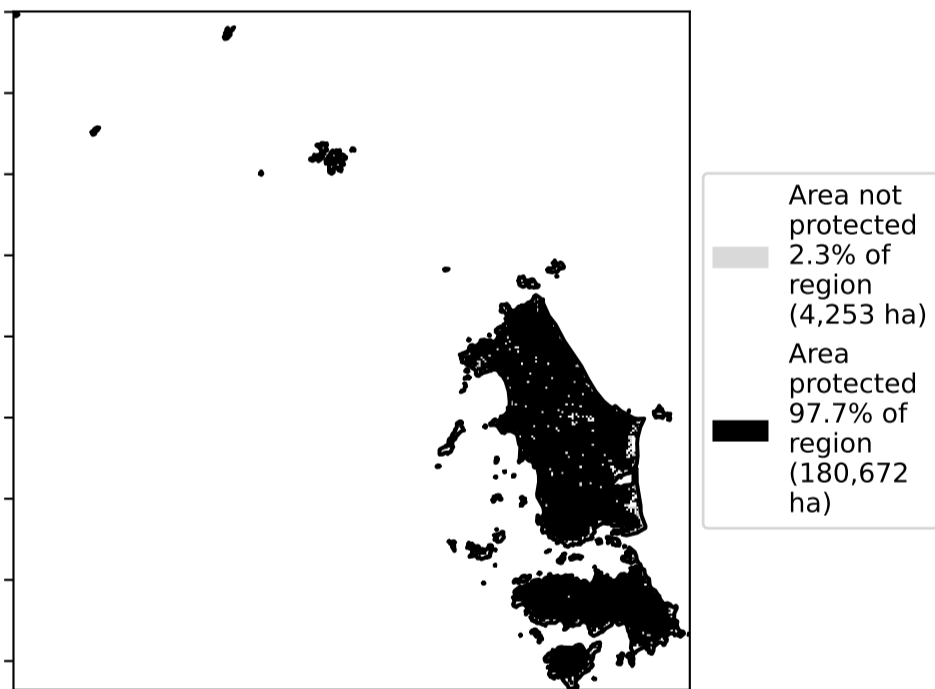 Area not
protected
2.3% of
region
(4,253 ha)
Area
protected
97.7% of
region
(180,672
ha)